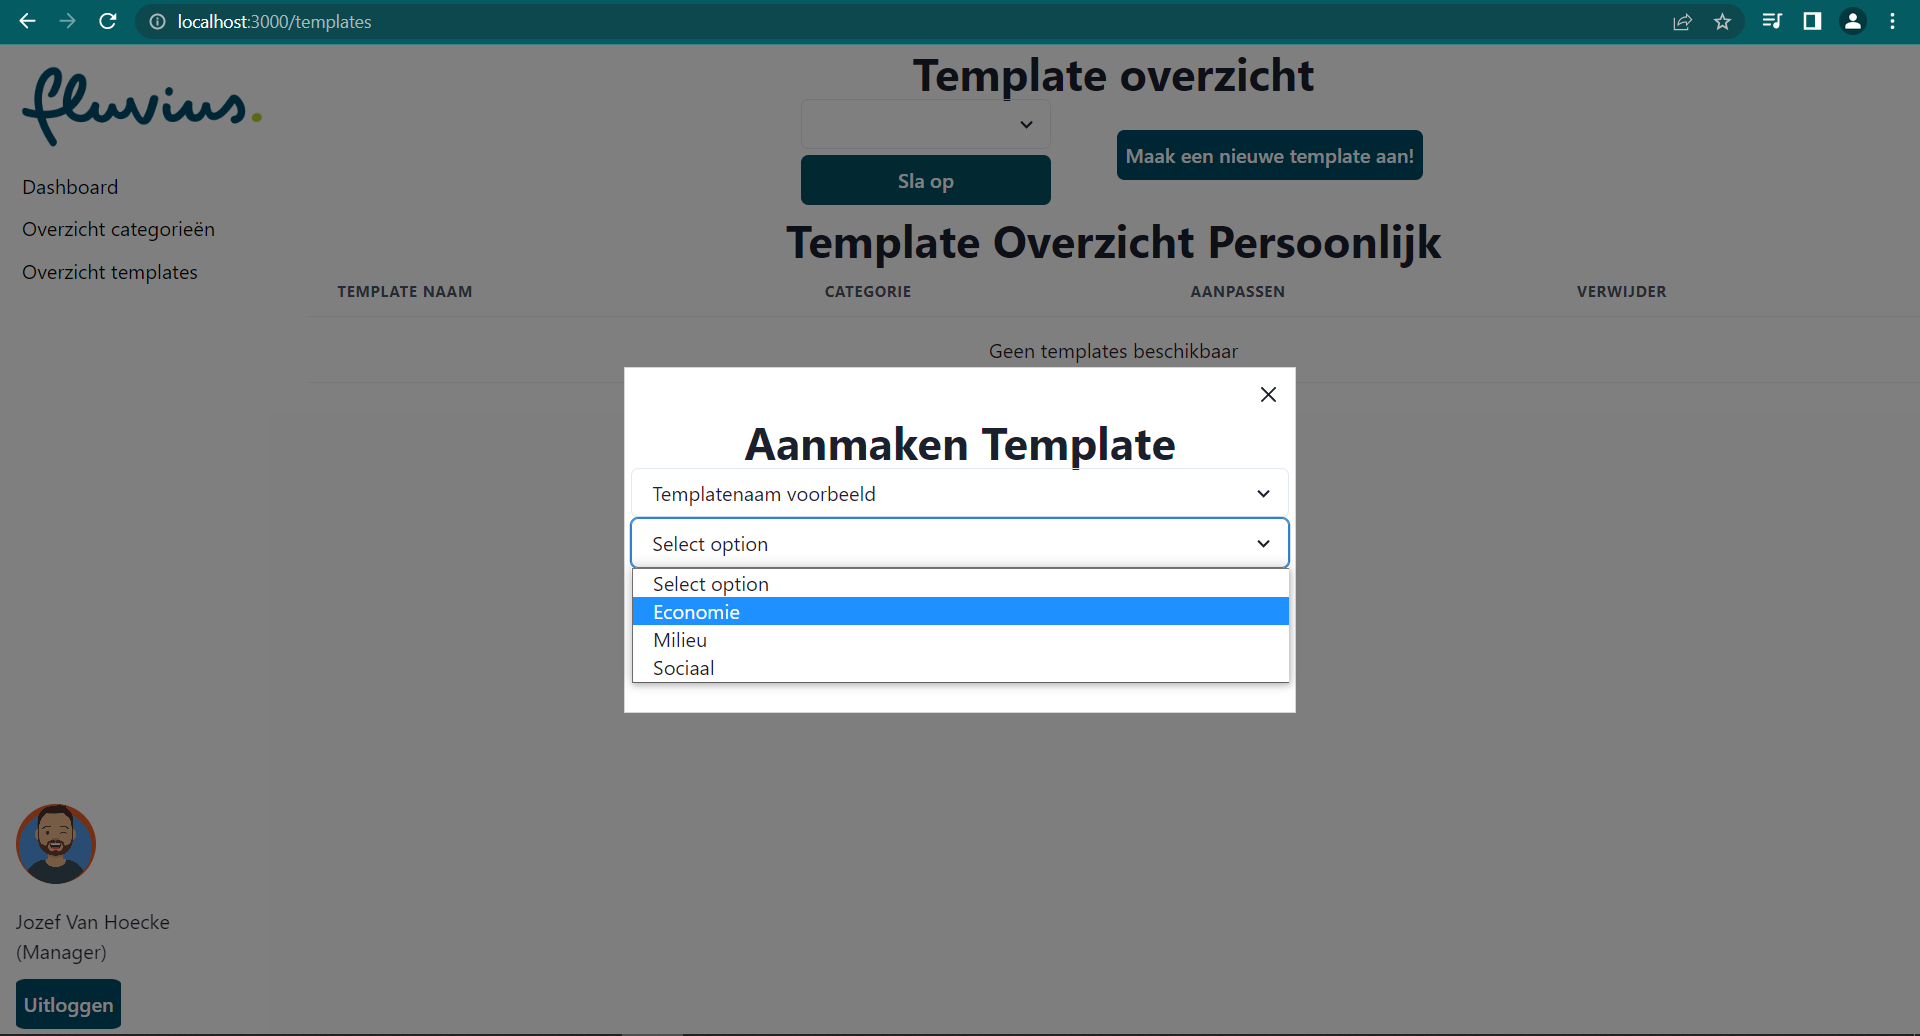 localhost:3000/templates
fluvius.
Dashboard
Overzicht categorieën
Overzicht templates
Template overzicht
Sla op
Maak een nieuwe template aan!
Template Overzicht Persoonlijk
TEMPLATE NAAM CATEGORIE AANPASSEN VERWIJDER
Geen templates beschikbaar
Aanmaken Template
Templatenaam voorbeeld
Select option
Select option
Economie
Milieu
Sociaal
Jozef Van Hoecke
(Manager)
Uitloggen